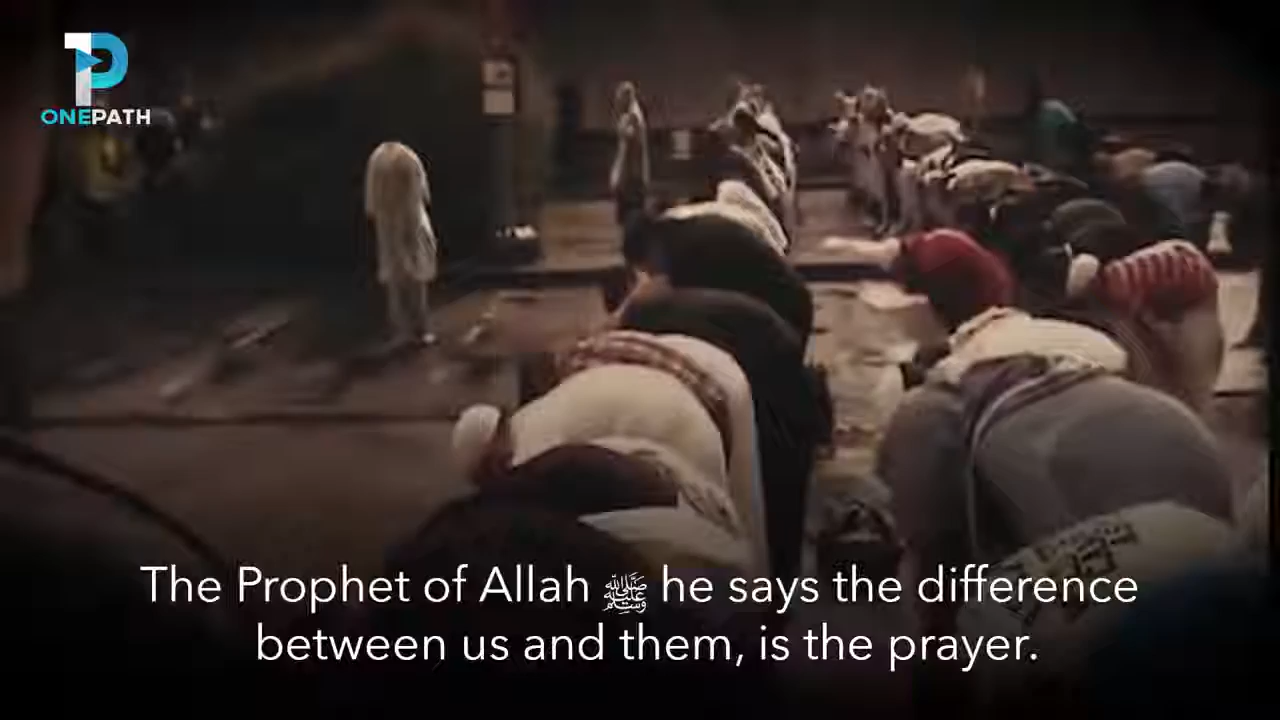 ONEPATH
The Prophet of Allah ﷺ he says the difference
between us and them, is the prayer.